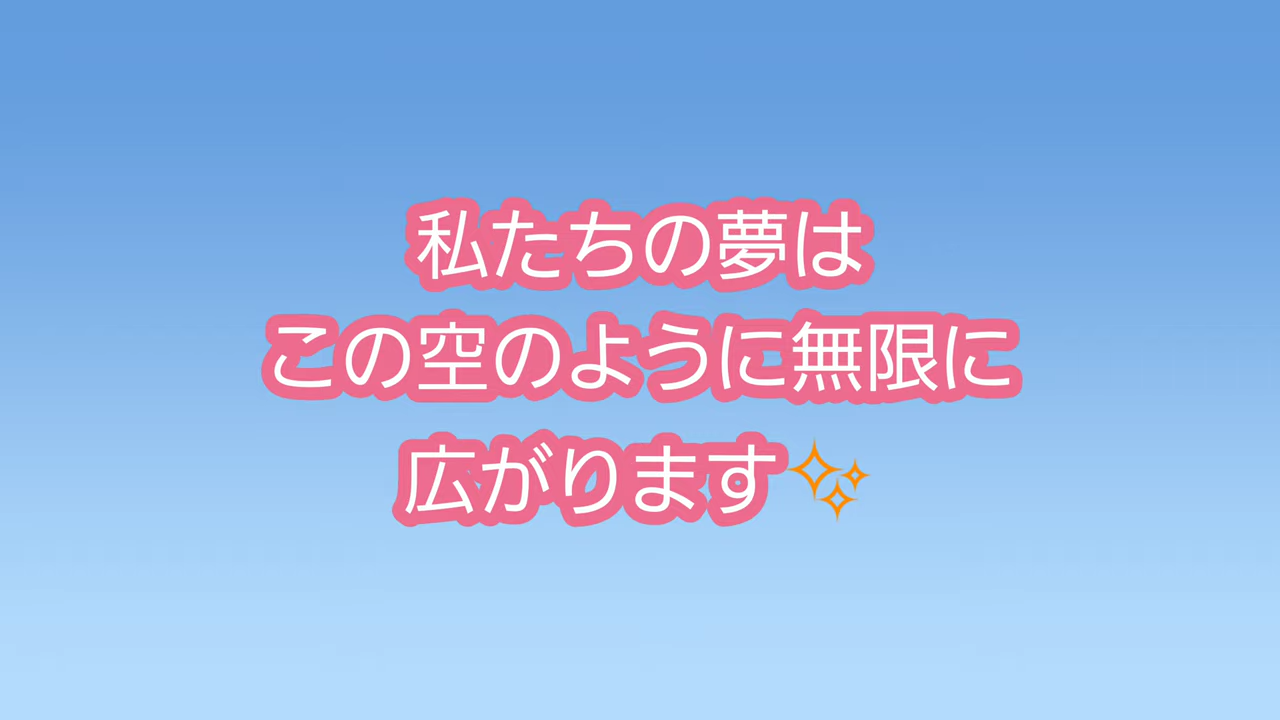 私たちの夢は
この空のように無限に
広がります✨